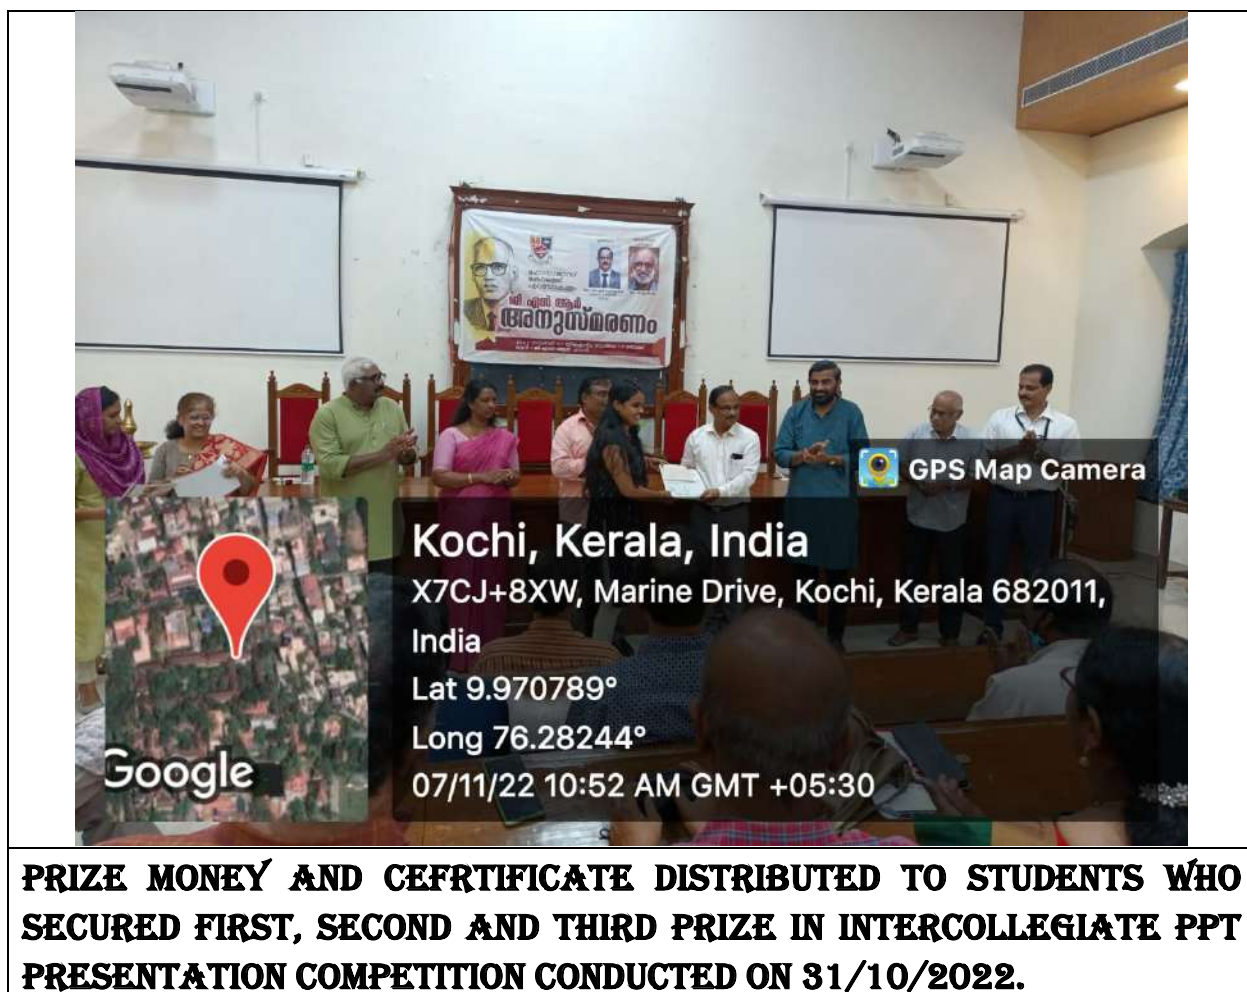 മഹാരാജാസ്
കോളേജ്
എറണാകുളം
ജി എൻ ആർ
അനുസ്മരണം
GPS Map Camera
Kochi, Kerala, India
X7CJ+8XW, Marine Drive, Kochi, Kerala 682011,
India
Lat 9.970789°
Long 76.28244°
07/11/22 10:52 AM GMT +05:30
Google
PRIZE MONEY AND CEFRTIFICATE DISTRIBUTED TO STUDENTS WHO
SECURED FIRST, SECOND AND THIRD PRIZE IN INTERCOLLEGIATE PPT
PRESENTATION COMPETITION CONDUCTED ON 31/10/2022.